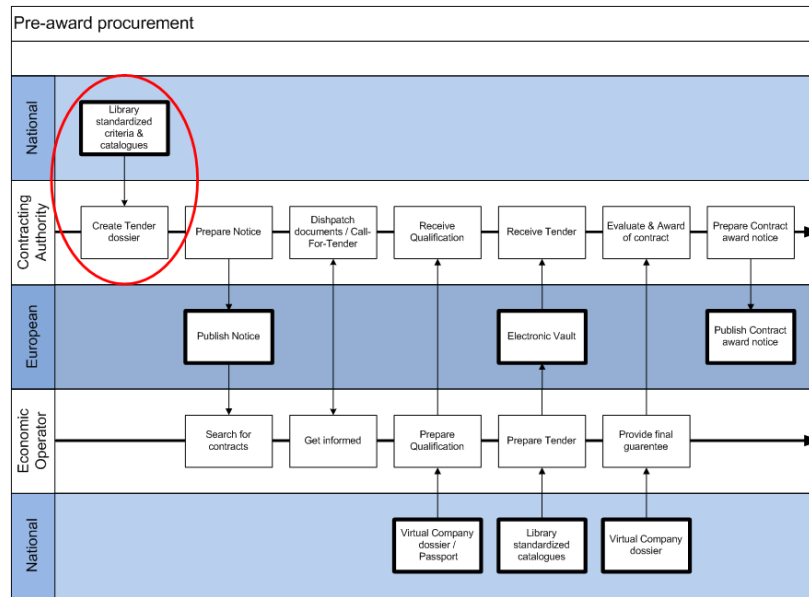 Pre-award procurement
National
Library
standardized
criteria &
catalogues
Contracting
Authority
Create Tender
dossier
Prepare Notice
Dishpatch
documents / Call-
For-Tender
Receive
Qualification
Receive Tender
Evaluate & Award
of contract
Prepare Contract
award notice
European
Publish Notice
Electronic Vault
Publish Contract
award notice
Economic
Operator
Search for
contracts
Get informed
Prepare
Qualification
Prepare Tender
Provide final
guarentee
National
Virtual Company
dossier /
Passport
Library
standardized
catalogues
Virtual Company
dossier